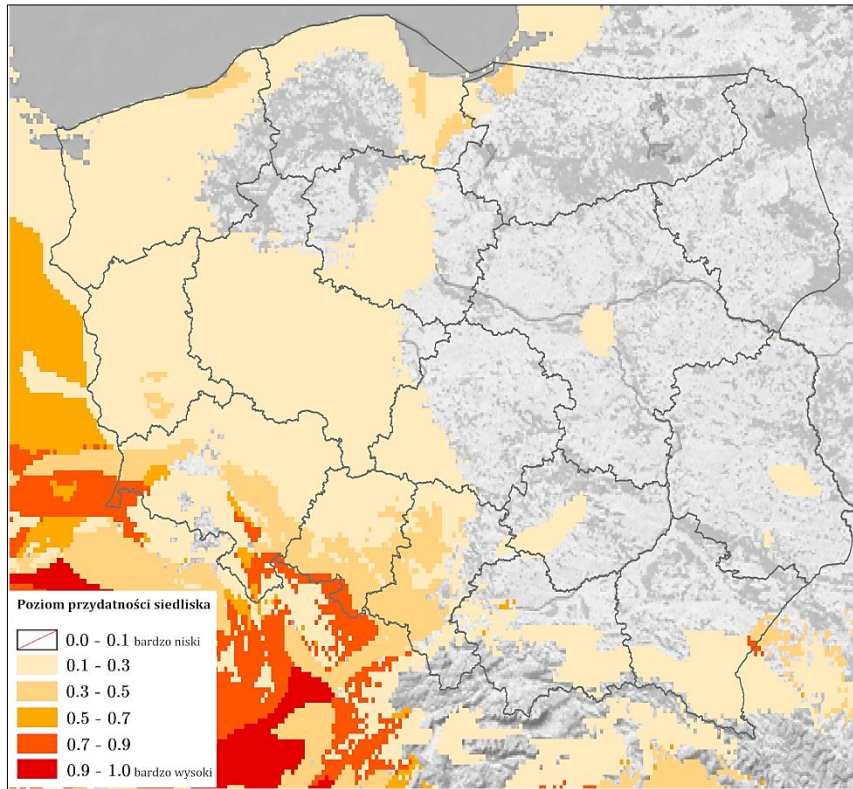 Poziom przydatności siedliska
0.0 - 0.1 bardzo niski
0.1 - 0.3
0.3 - 0.5
0.5 - 0.7
0.7 - 0.9
0.9 - 1.0 bardzo wysoki